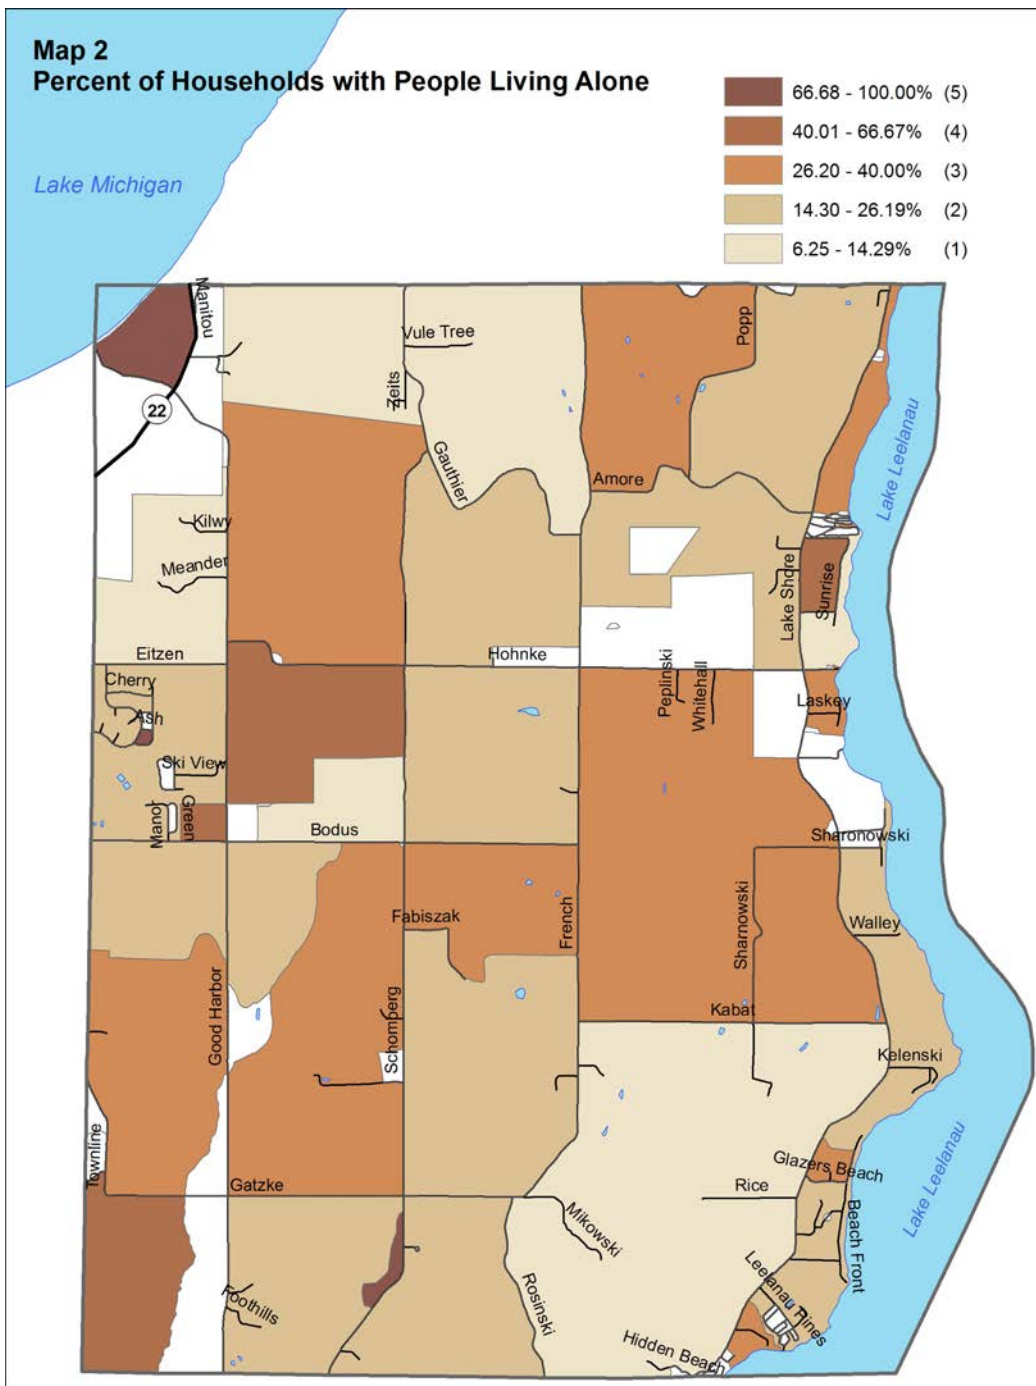 Map 2
Percent of Households with People Living Alone
66.68 - 100.00% (5)
40.01 - 66.67% (4)
26.20 - 40.00% (3)
14.30 - 26.19% (2)
6.25 - 14.29% (1)
Lake Michigan
Manitou
Vule Tree
Popp
Zeits
22
Lake Leelanau
Gauthier
Amore
Kilwy
Meander
Lake Shore
Sunrise
Eitzen
Hohnke
Cherry
Peplinski
Whitehall
Laskey
Ash
Ski View
Manor
Green
Bodus
Sharonowski
Fabiszak
French
Sharnowski
Walley
Good Harbor
Schomberg
Kabat
Kelenski
Townline
Glazers Beach
Lake Leelanau
Gatzke
Rice
Mikowski
Beach Front
Foothills
Rosinski
Leelanau Pines
Hidden Beach